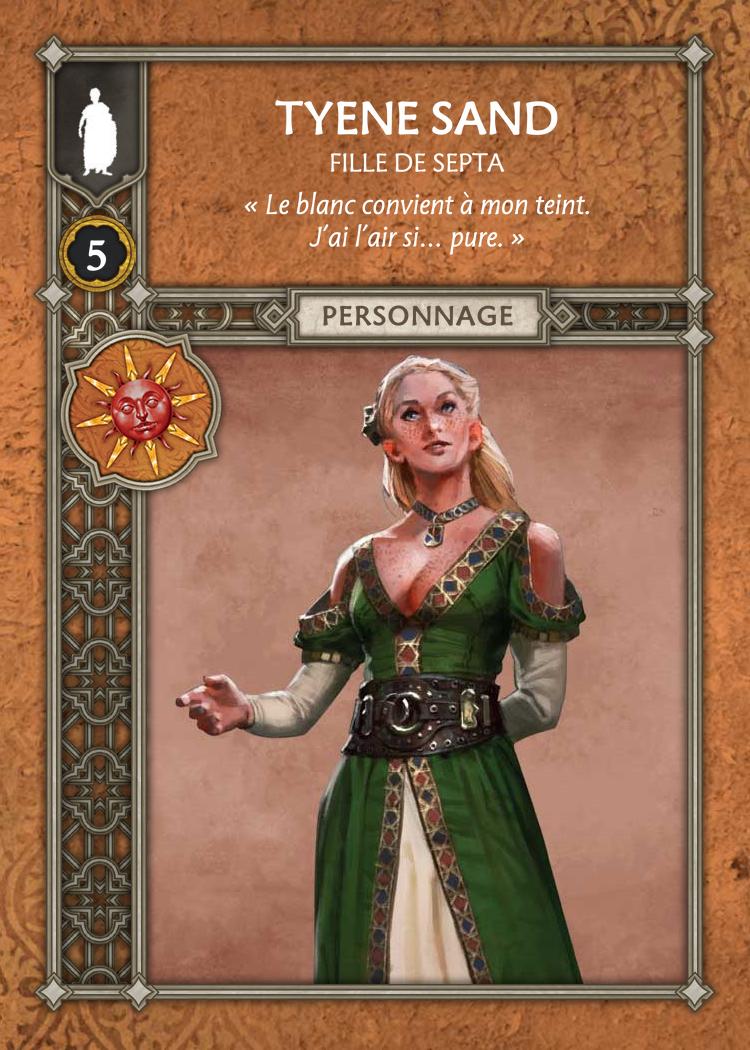 TYENE SAND
FILLE DE SEPTA
« Le blanc convient à mon teint.
J'ai l'air si... pure. »
5
PERSONNAGE